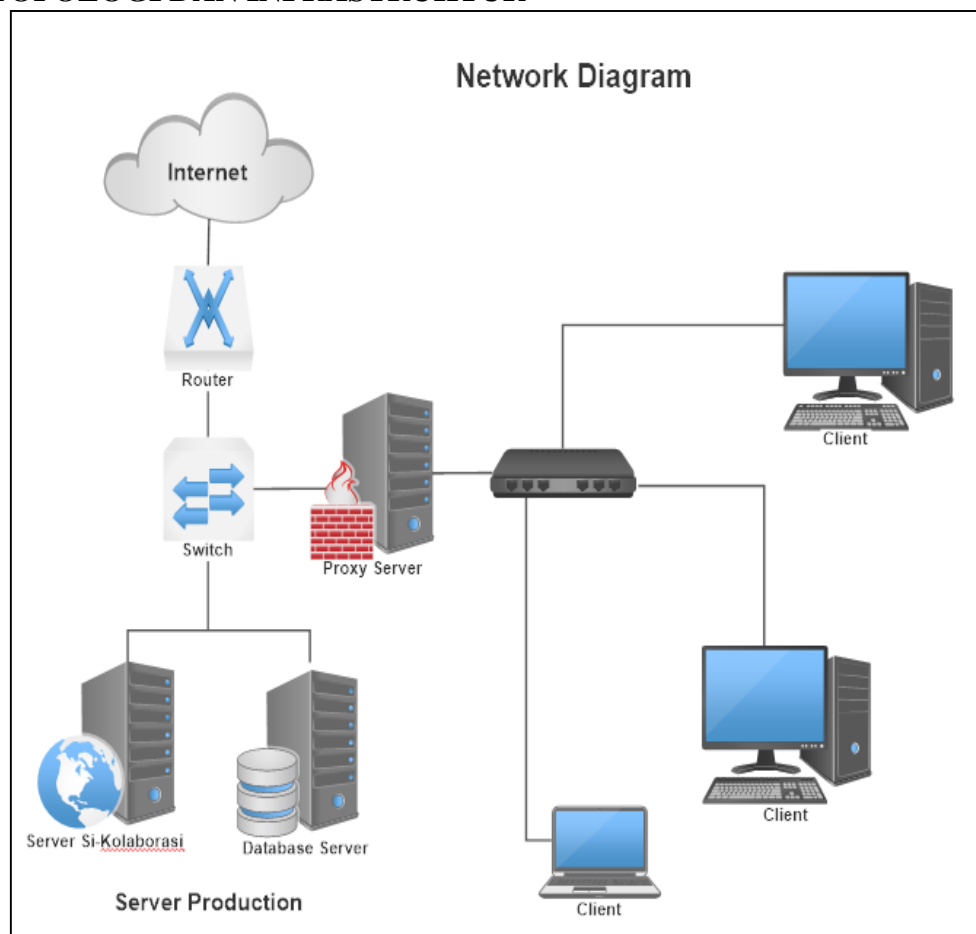 Network Diagram
Internet
Router
Client
Switch
Proxy Server
Server Si-Kolaborasi
Database Server
Client
Client
Server Production